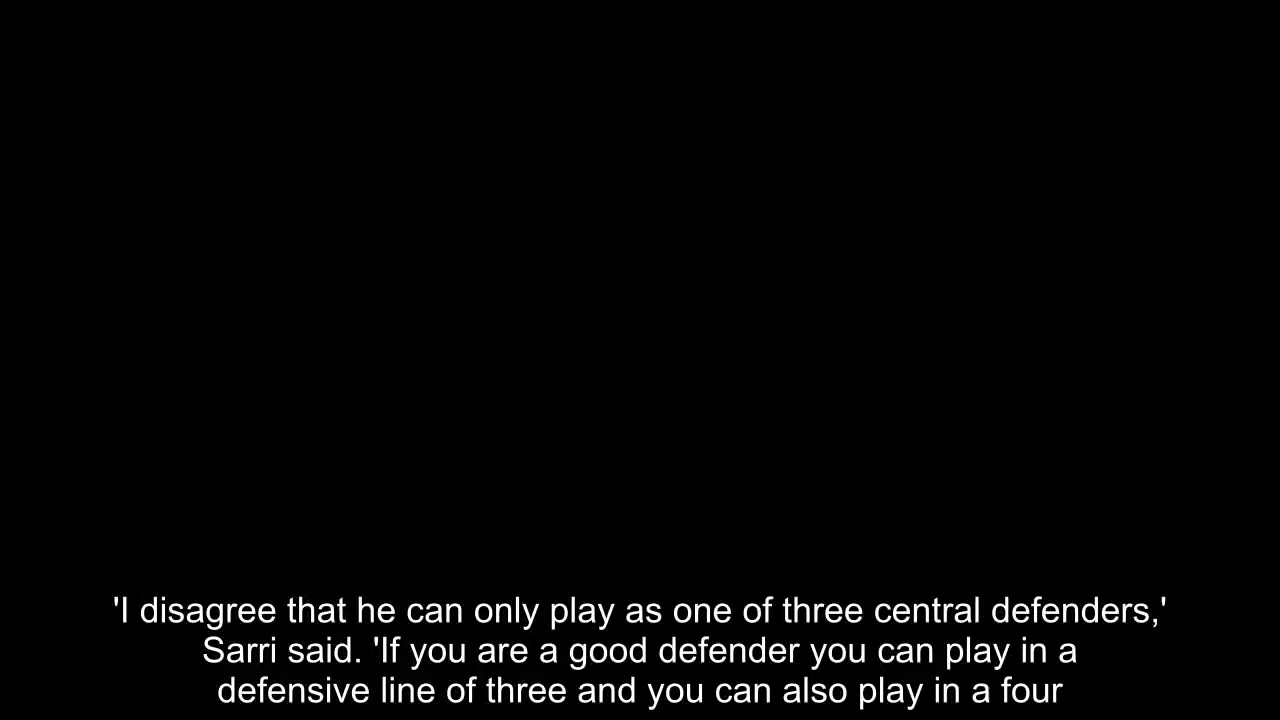 'I disagree that he can only play as one of three central defenders,'
Sarri said. 'If you are a good defender you can play in a
defensive line of three and you can also play in a four